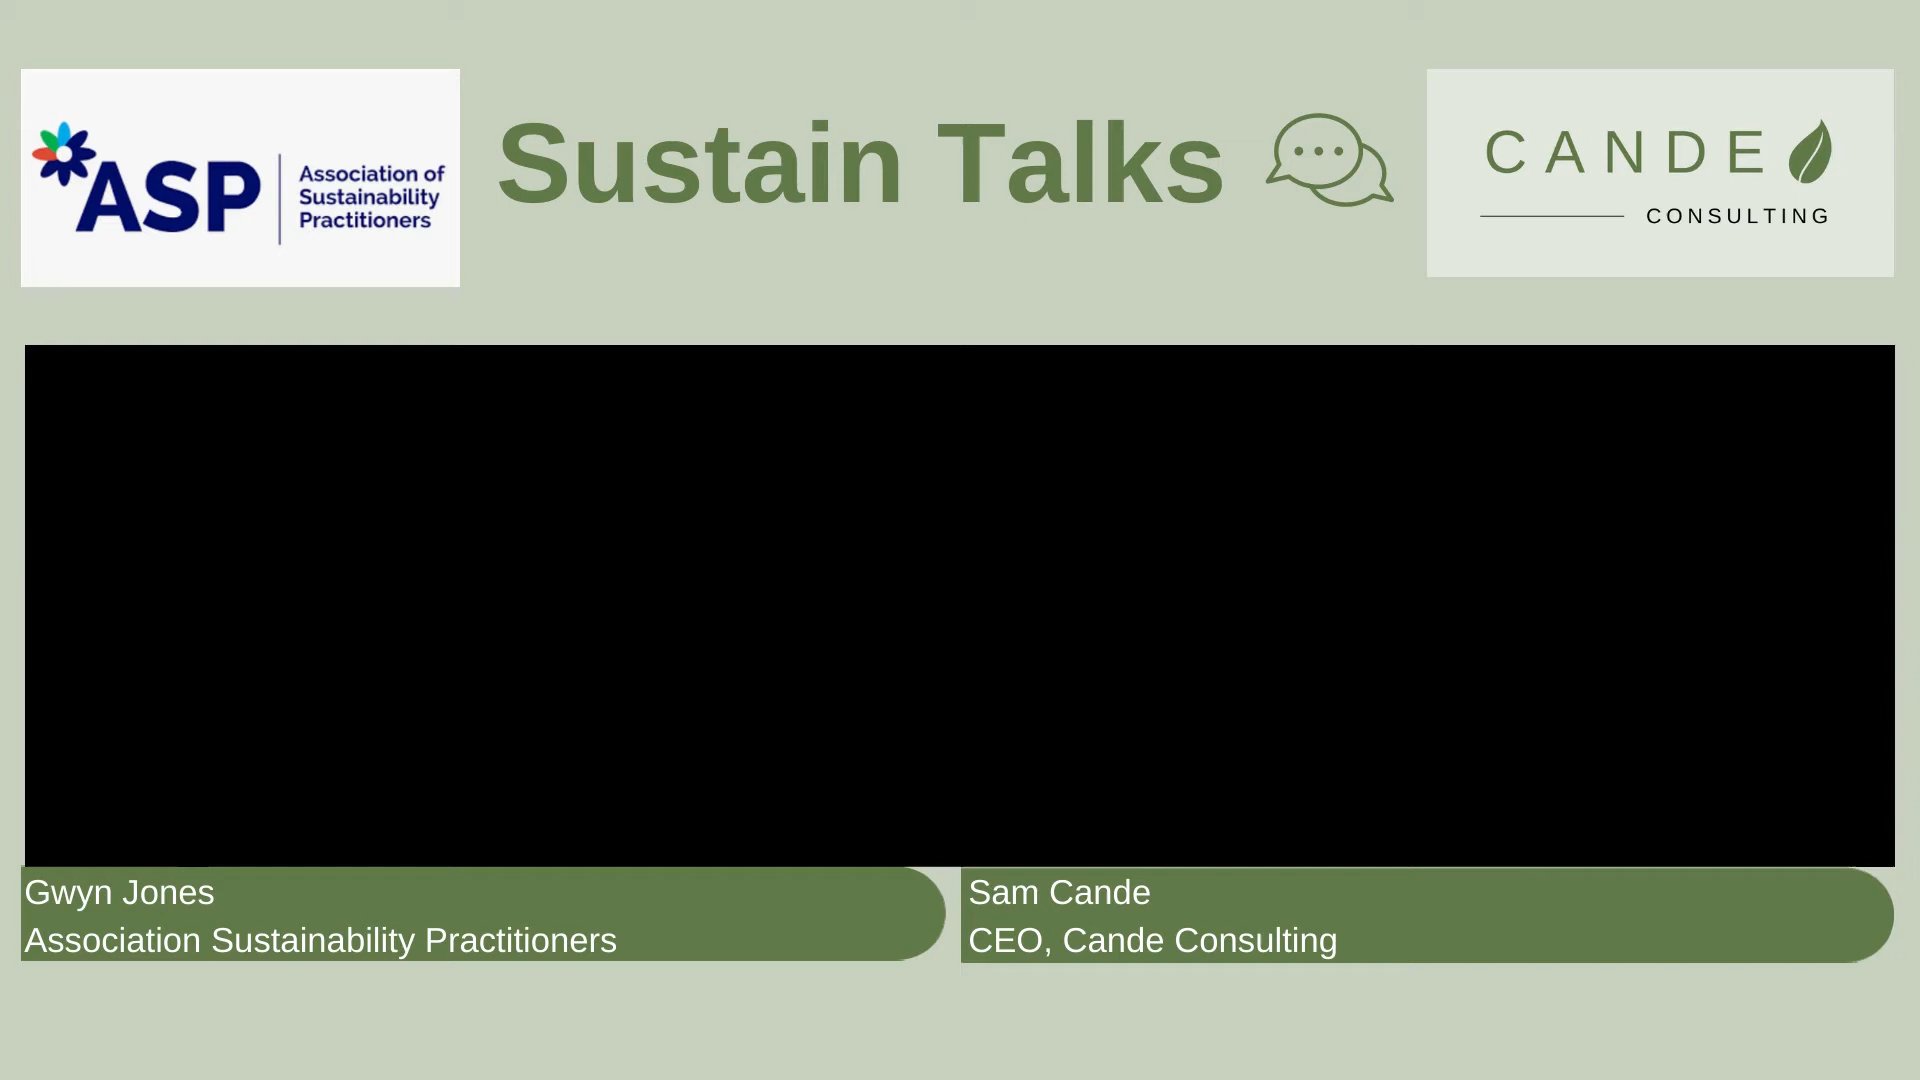 ASP
Association of
Sustainability
Practitioners
Sustain Talks
CANDE
CONSULTING
Gwyn Jones
Association Sustainability Practitioners
Sam Cande
CEO, Cande Consulting